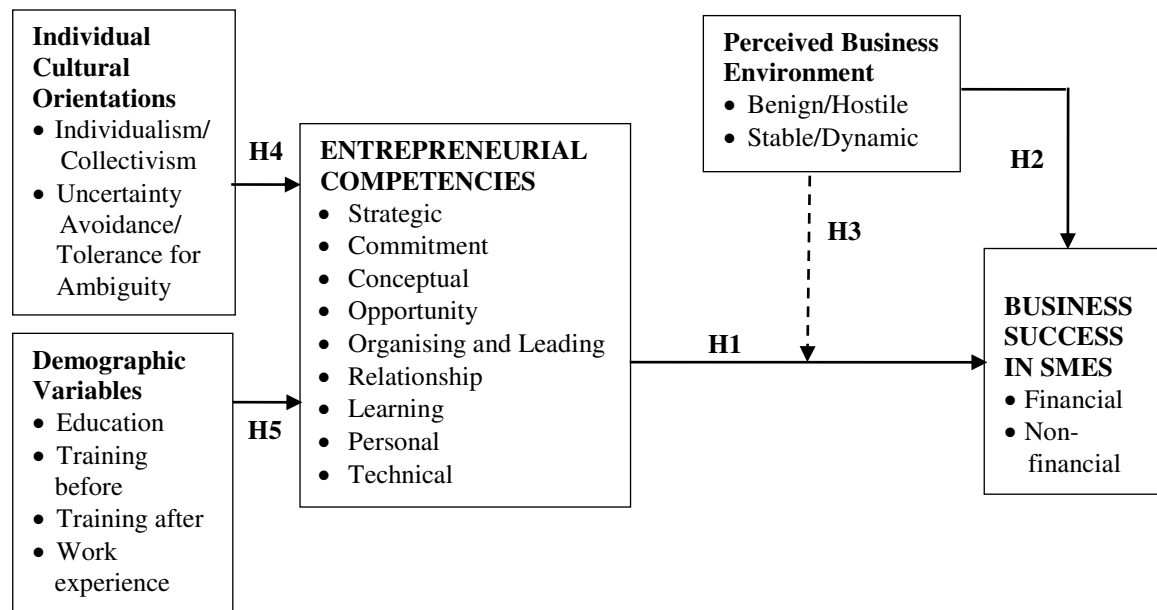 Individual
Cultural
Orientations
• Individualism/
Collectivism
• Uncertainty
Avoidance/
Tolerance for
Ambiguity
H4
Demographic
Variables
• Education
• Training
before
• Training after
• Work
experience
H5
ENTREPRENEURIAL
COMPETENCIES
• Strategic
• Commitment
• Conceptual
• Opportunity
• Organising and Leading
• Relationship
• Learning
• Personal
• Technical
H1
Perceived Business
Environment
• Benign/Hostile
• Stable/Dynamic
H3
H2
BUSINESS
SUCCESS
IN SMES
• Financial
• Non-
financial